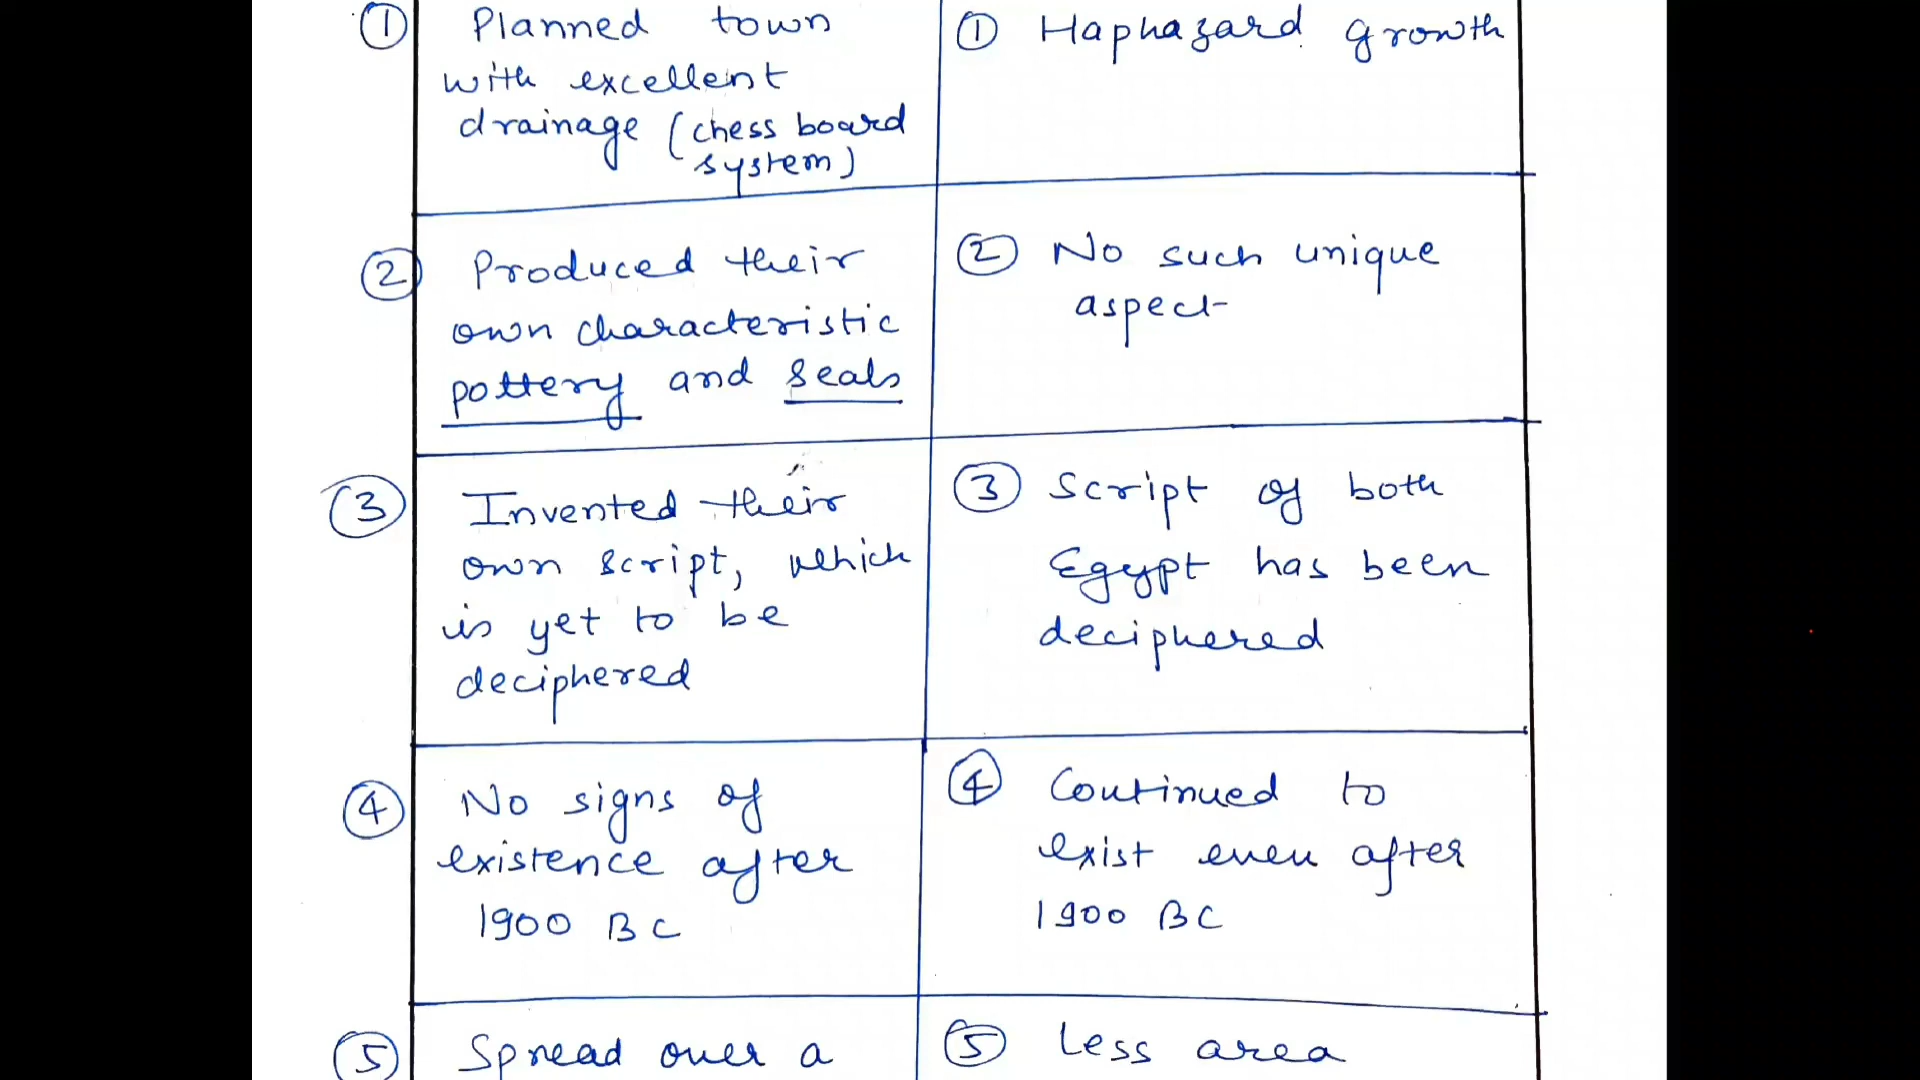 ① Planned town
with excellent
drainage (chess board
system)
① Haphazard growth
② Produced their
own characteristic
pottery and seals
② No such unique
aspect
③ Invented their
own script, which
is yet to be
deciphered
③ Script of both
Egypt has been
deciphered
④ No signs of
existence after
1900 BC
④ Continued to
exist even after
1900 BC
⑤ Spread over a
⑤ Less area